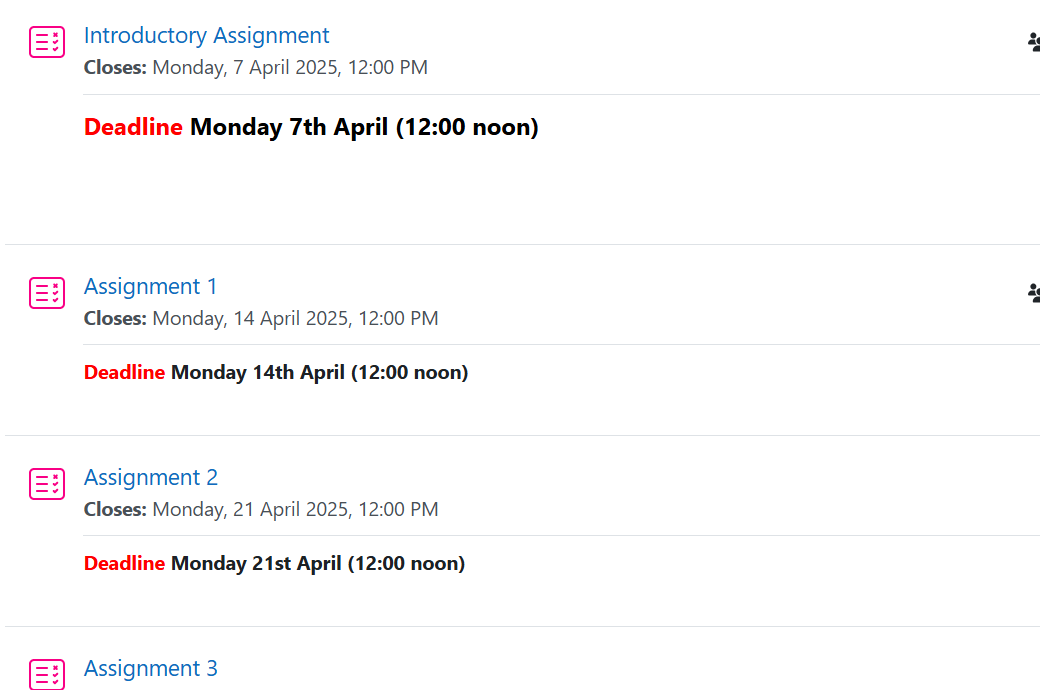 Introductory Assignment
Closes: Monday, 7 April 2025, 12:00 PM
Deadline Monday 7th April (12:00 noon)
Assignment 1
Closes: Monday, 14 April 2025, 12:00 PM
Deadline Monday 14th April (12:00 noon)
Assignment 2
Closes: Monday, 21 April 2025, 12:00 PM
Deadline Monday 21st April (12:00 noon)
Assignment 3